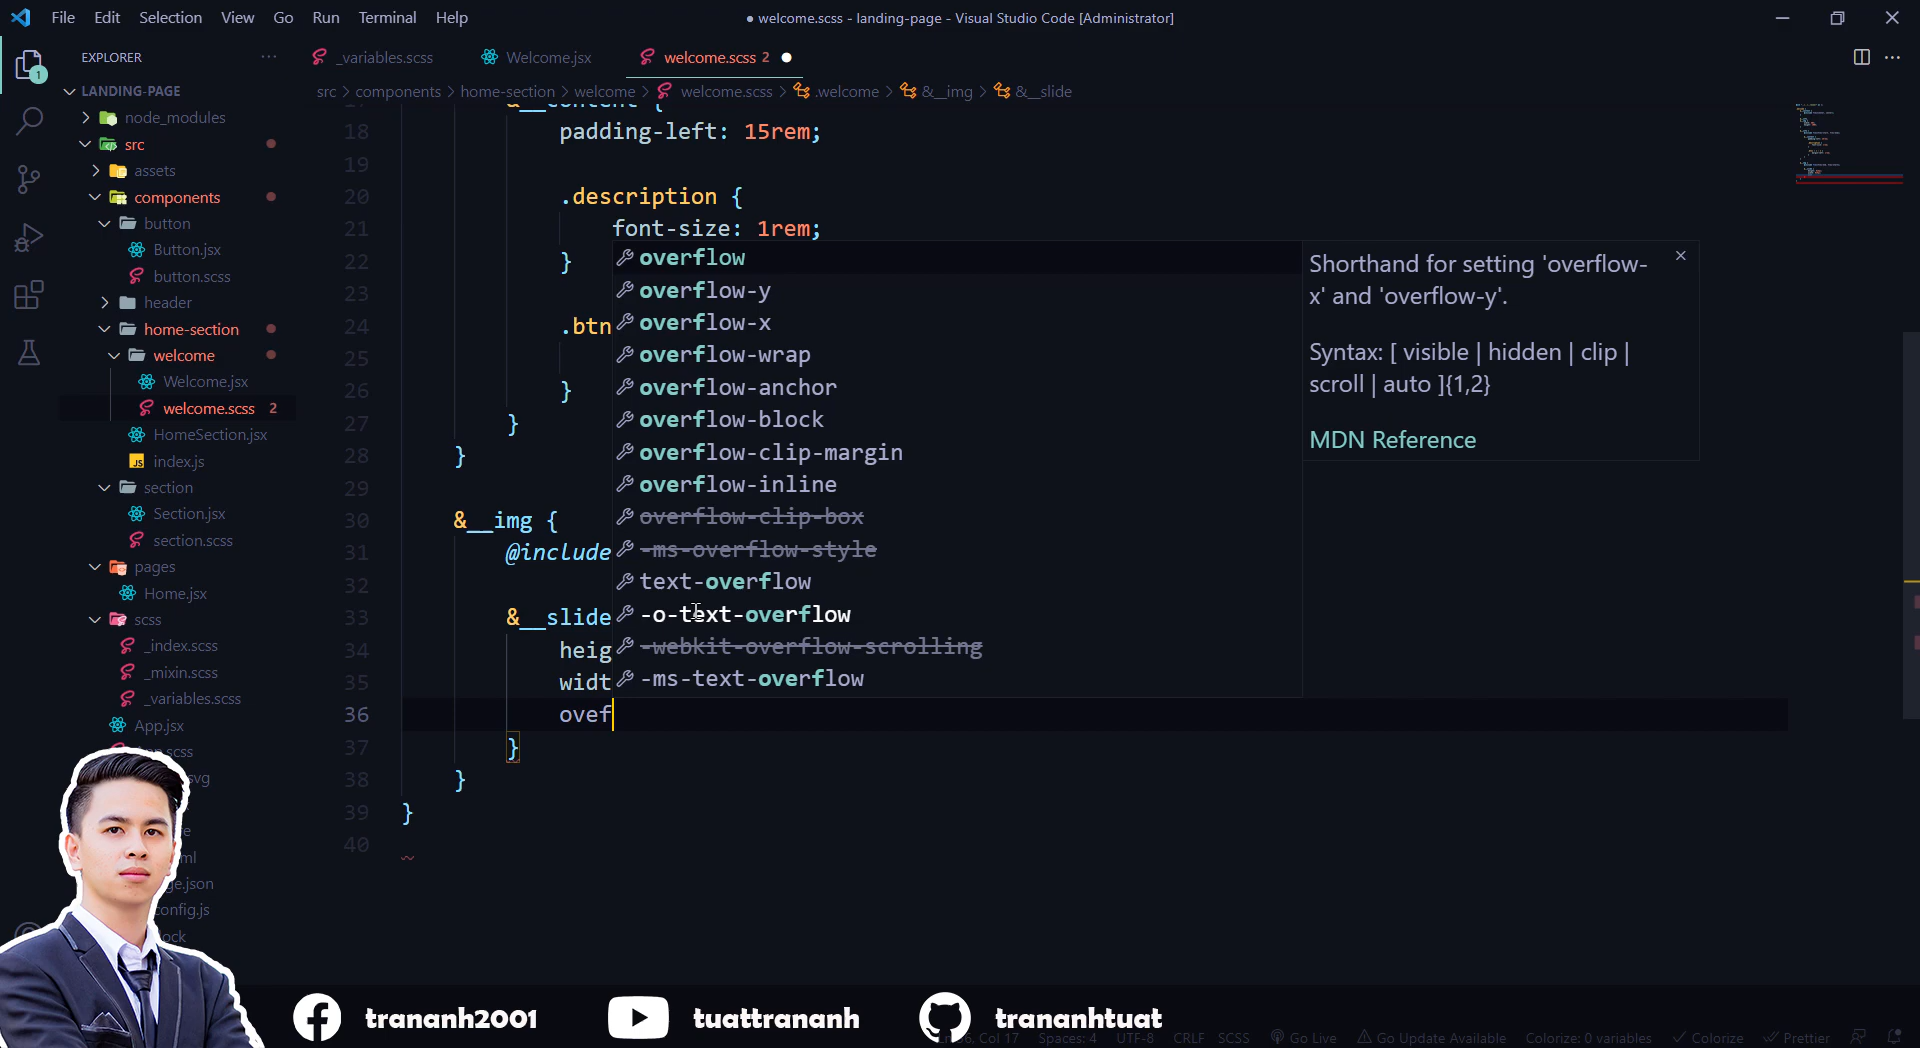 File Edit Selection View Go Run Terminal Help
● welcome.scss - landing-page - Visual Studio Code [Administrator]
EXPLORER ···
_variables.scss Welcome.jsx welcome.scss 2 ●
LANDING-PAGE
src > components > home-section > welcome > welcome.scss > .welcome > &__img > &__slide
1
node_modules
src
assets
components
button
Button.jsx
button.scss
header
home-section
welcome
Welcome.jsx
welcome.scss 2
HomeSection.jsx
index.js
section
Section.jsx
section.scss
pages
Home.jsx
scss
_index.scss
_mixin.scss
_variables.scss
App.jsx
&__content {
18 padding-left: 15rem;
19
20 .description {
21 font-size: 1rem;
22 }
23
24 .btn
25
26 }
27 }
28 }
29
30 &__img {
31 @include
32
33 &__slide
34 heig
35 widt
36 ovef
37 }
38 }
39 }
40
overflow
overflow-y
overflow-x
overflow-wrap
overflow-anchor
overflow-block
overflow-clip-margin
overflow-inline
overflow-clip-box
-ms-overflow-style
text-overflow
-o-text-overflow
-webkit-overflow-scrolling
-ms-text-overflow
Shorthand for setting 'overflow-
x' and 'overflow-y'.
Syntax: [ visible | hidden | clip |
scroll | auto ]{1,2}
MDN Reference
trananh2001 tuattrananh trananhtuat
Col 17 Spaces: 4 UTF-8 CRLF SCSS Go Live Go Update Available Colorize: 0 variables Colorize Prettier